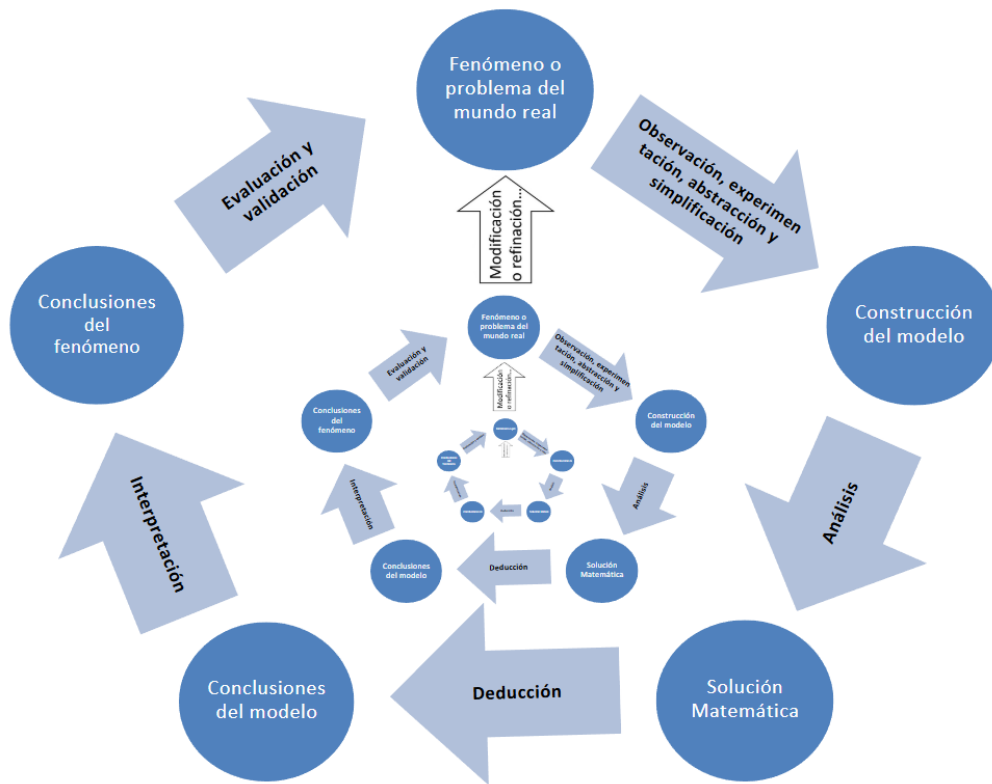 Fenómeno o
problema del
mundo real
Observación, experimen
tación, abstracción y
simplificación
Construcción
del modelo
Análisis
Solución
Matemática
Deducción
Conclusiones
del modelo
Interpretación
Conclusiones
del
fenómeno
Evaluación y
validación
Modificación
o refinación...
Fenómeno o
problema del
mundo real
Observación, experimen
tación, abstracción y
simplificación
Construcción
del modelo
Análisis
Solución
Matemática
Deducción
Conclusiones
del modelo
Interpretación
Conclusiones
del
fenómeno
Evaluación y
validación
Modificación
o refinación...